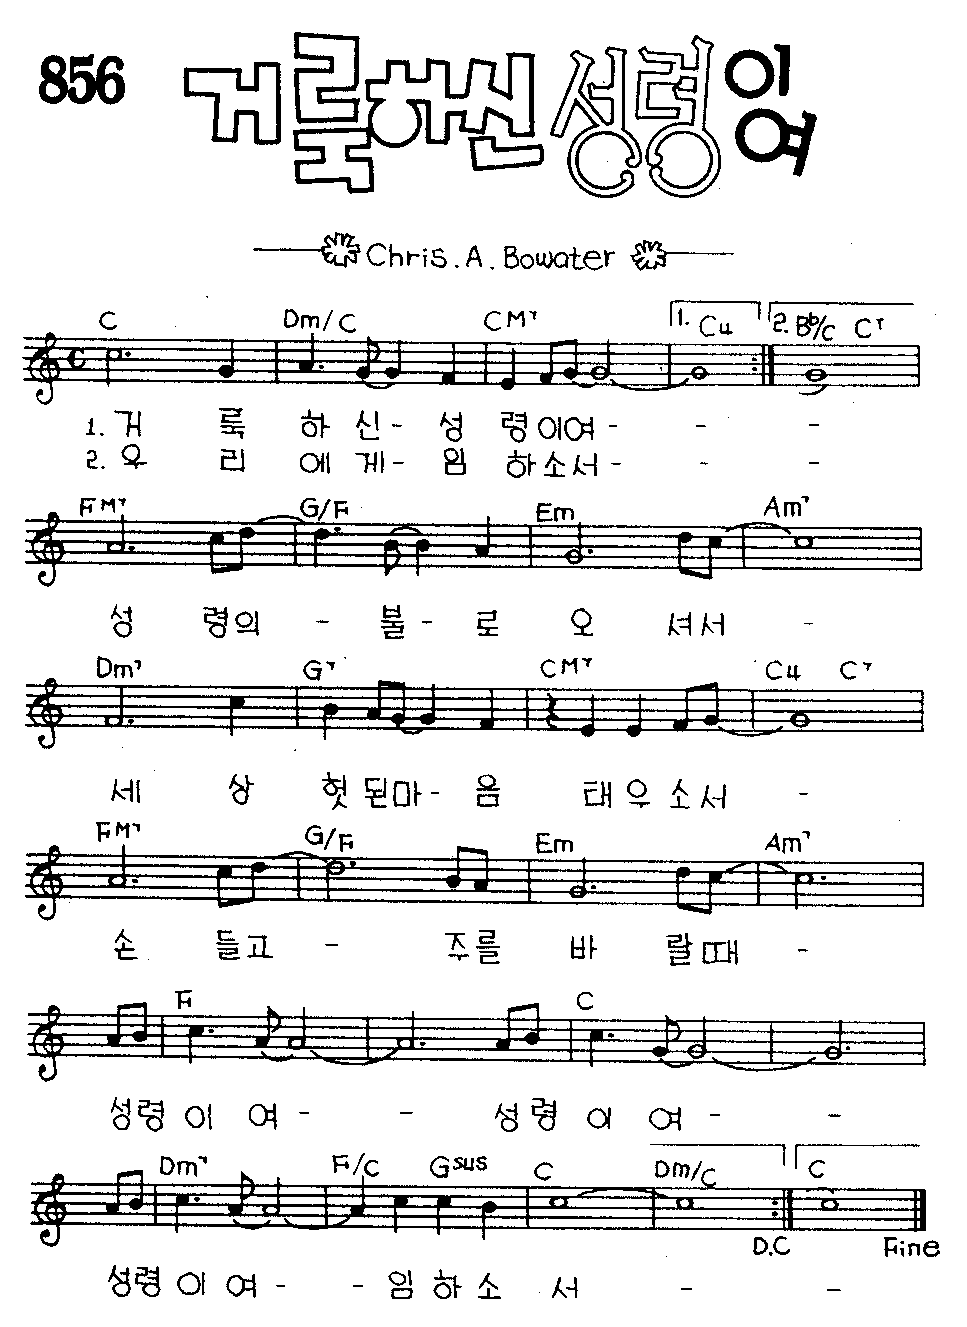 856 거룩하신 성령이여
Chris. A. Bowater
C Dm/C CM7 1. C4 2. Bb/C C7
1. 거 룩 하 신 - 성 령이여 - - -
2. 우 리 에 게 - 임 하소서 - - -
FM7 G/F Em Am7
성 령의 - 불 - 로 오 셔서 -
Dm7 G7 CM7 C4 C7
세 상 헛된마 - 음 태우소서 -
FM7 G/F Em Am7
손 들고 - 주를 바 랄때 -
F C
성령 이 여 - - 성령 이 여 - -
Dm7 F/C Gsus C Dm/C C
D.C Fine
성령이여 - - 임하소 서 - -